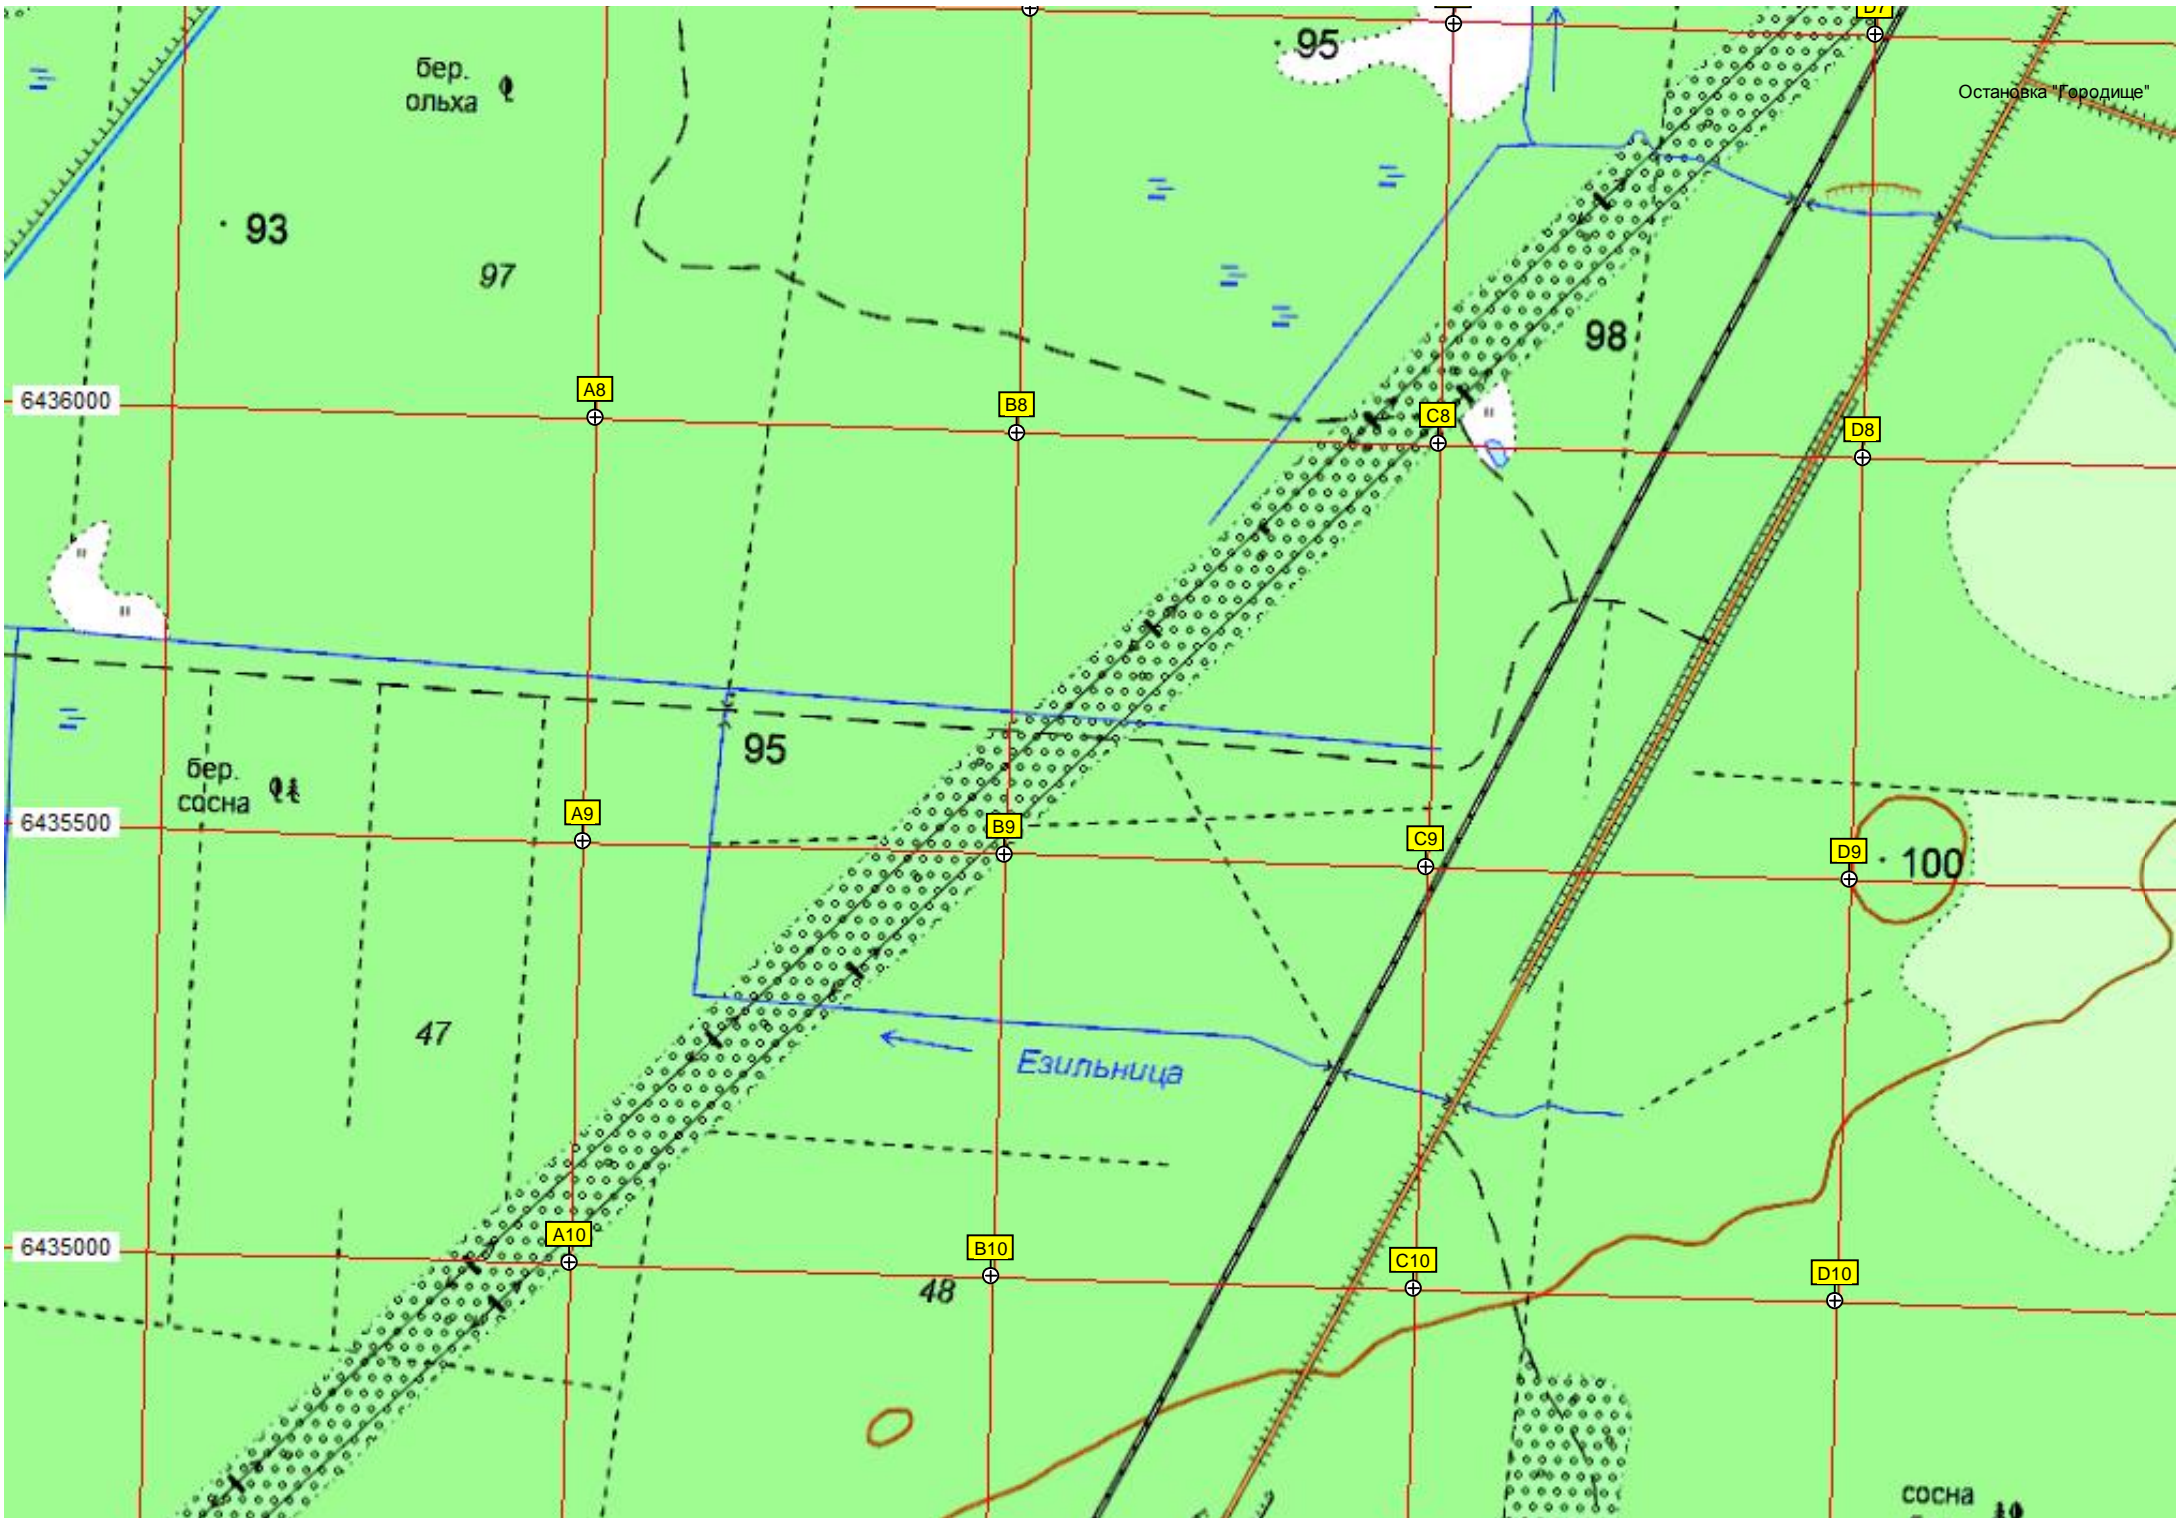 D7
95
Остановка "Городище"
бер.
ольха
93
97
98
6436000
A8
B8
C8
D8
95
бер.
сосна
6435500
A9
B9
C9
D9
100
47
Езильница
6435000
A10
B10
C10
D10
48
сосна